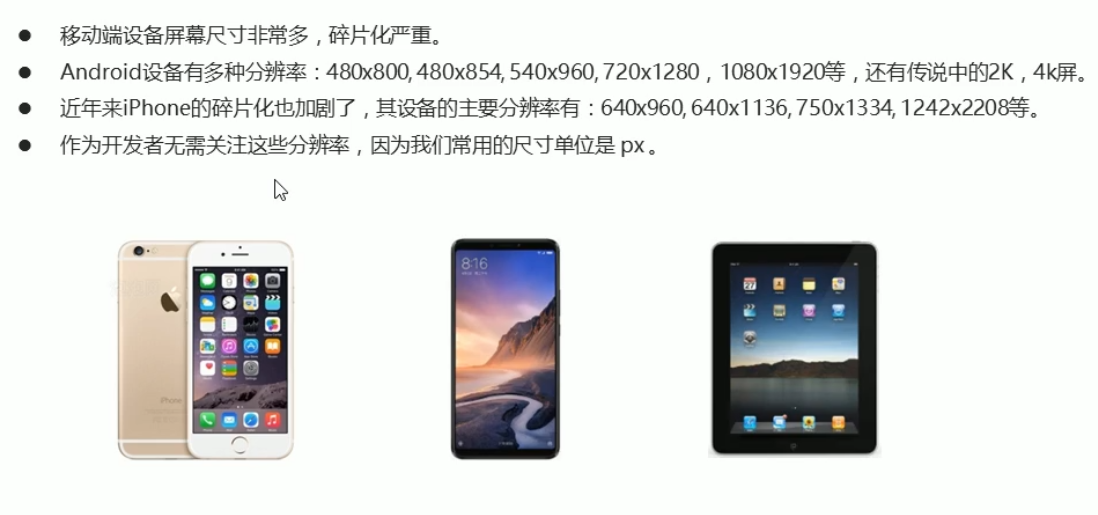 ● 移动端设备屏幕尺寸非常多，碎片化严重。
● Android设备有多种分辨率：480x800, 480x854, 540x960, 720x1280，1080x1920等，还有传说中的2K，4k屏。
● 近年来iPhone的碎片化也加剧了，其设备的主要分辨率有：640x960, 640x1136, 750x1334, 1242x2208等。
● 作为开发者无需关注这些分辨率，因为我们常用的尺寸单位是 px 。
iPhone
8:16
27